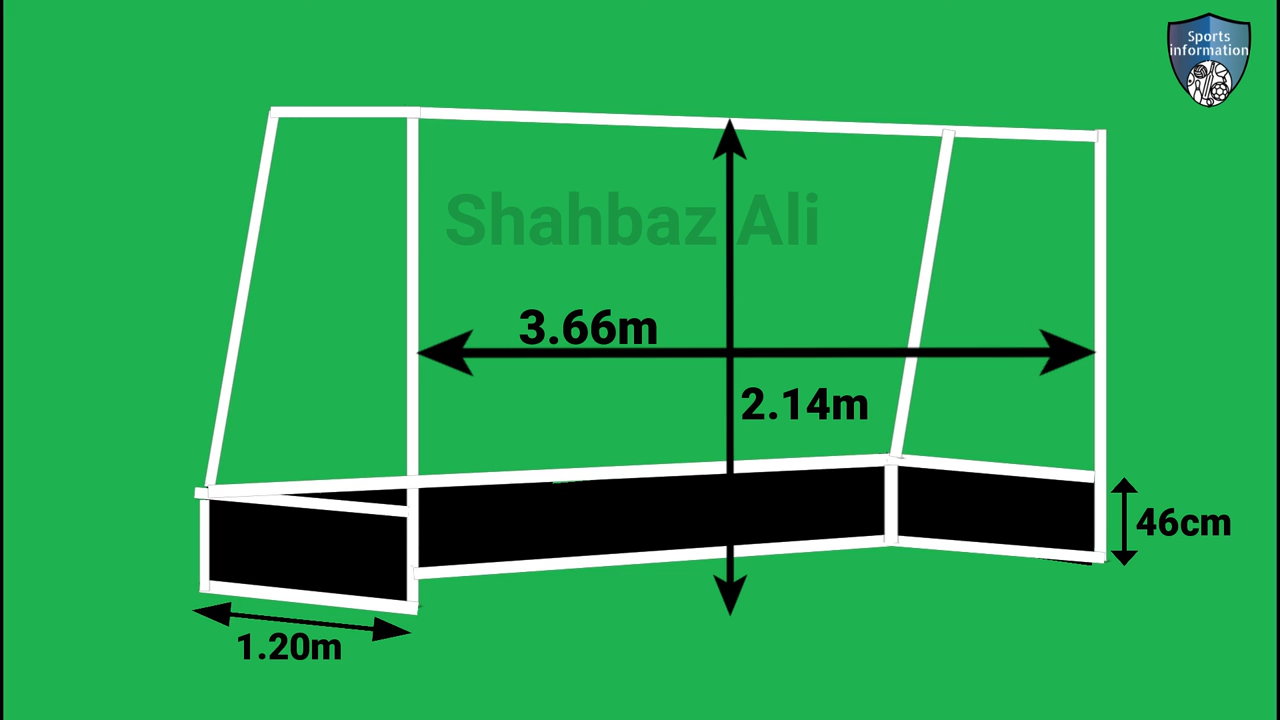 Sports
information
Shahbaz Ali
3.66m
2.14m
46cm
1.20m